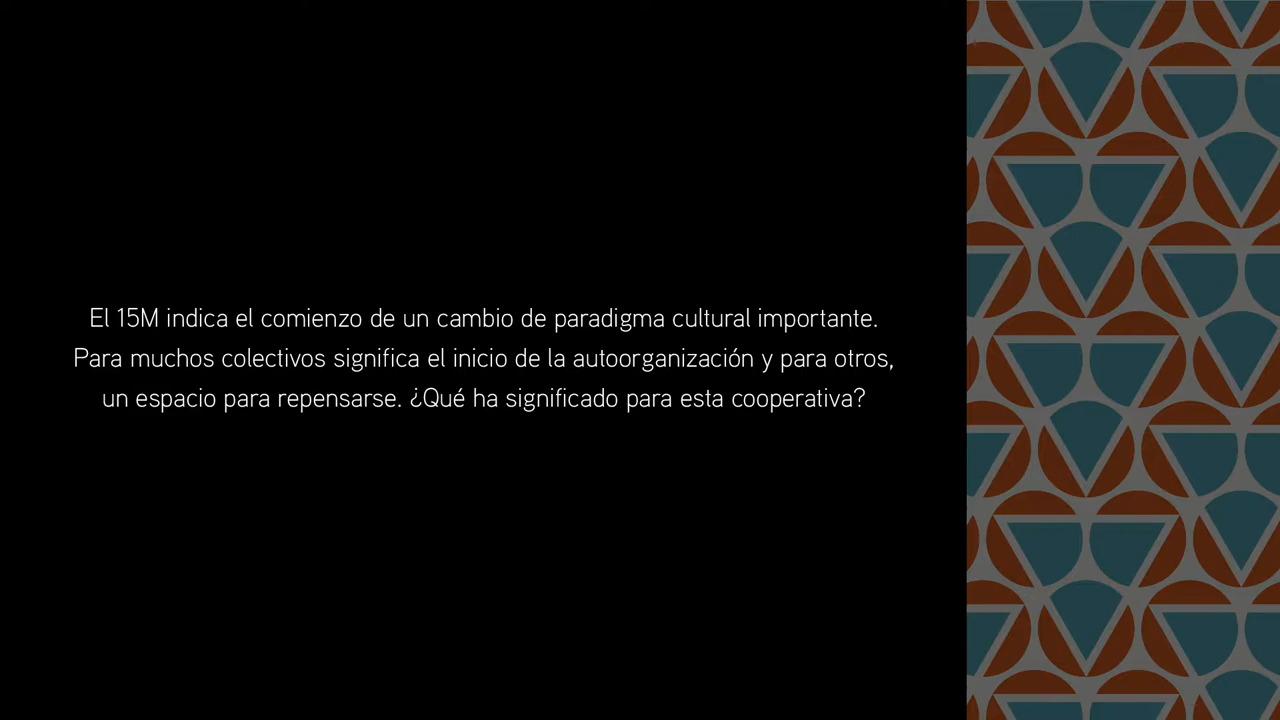 El 15M indica el comienzo de un cambio de paradigma cultural importante.
Para muchos colectivos significa el inicio de la autoorganización y para otros,
un espacio para repensarse. ¿Qué ha significado para esta cooperativa?